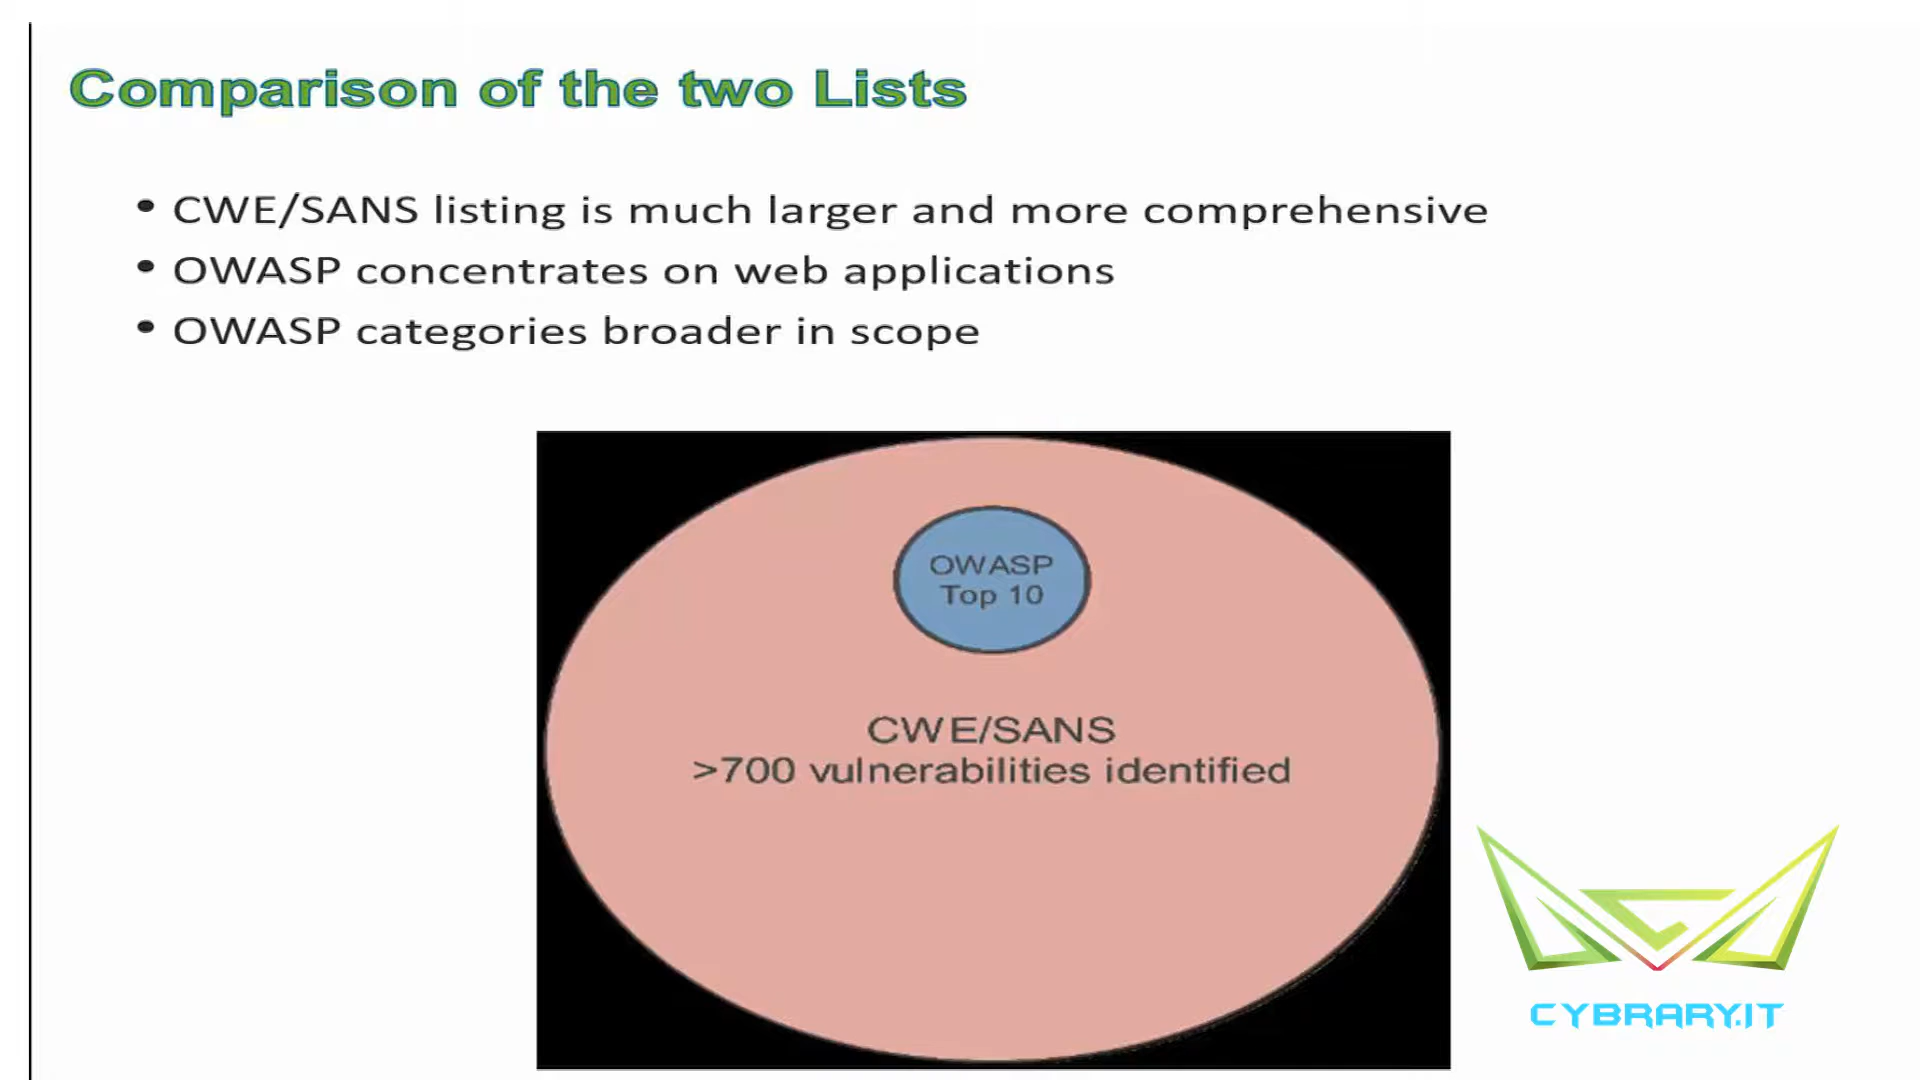 Comparison of the two Lists
• CWE/SANS listing is much larger and more comprehensive
• OWASP concentrates on web applications
• OWASP categories broader in scope
OWASP
Top 10
CWE/SANS
>700 vulnerabilities identified
CYBRARY.IT